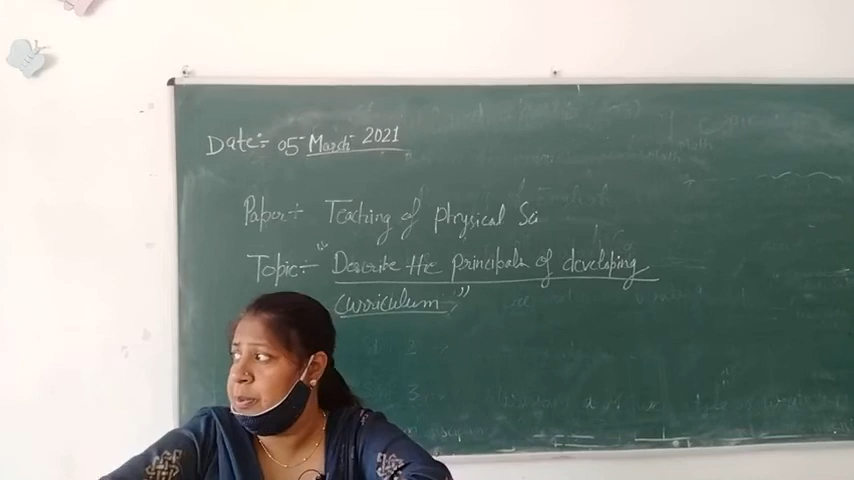 Date:- 05- March- 2021
Paper:- Teaching of physical Sci
Topic:- "Describe the principals of developing
curriculum"